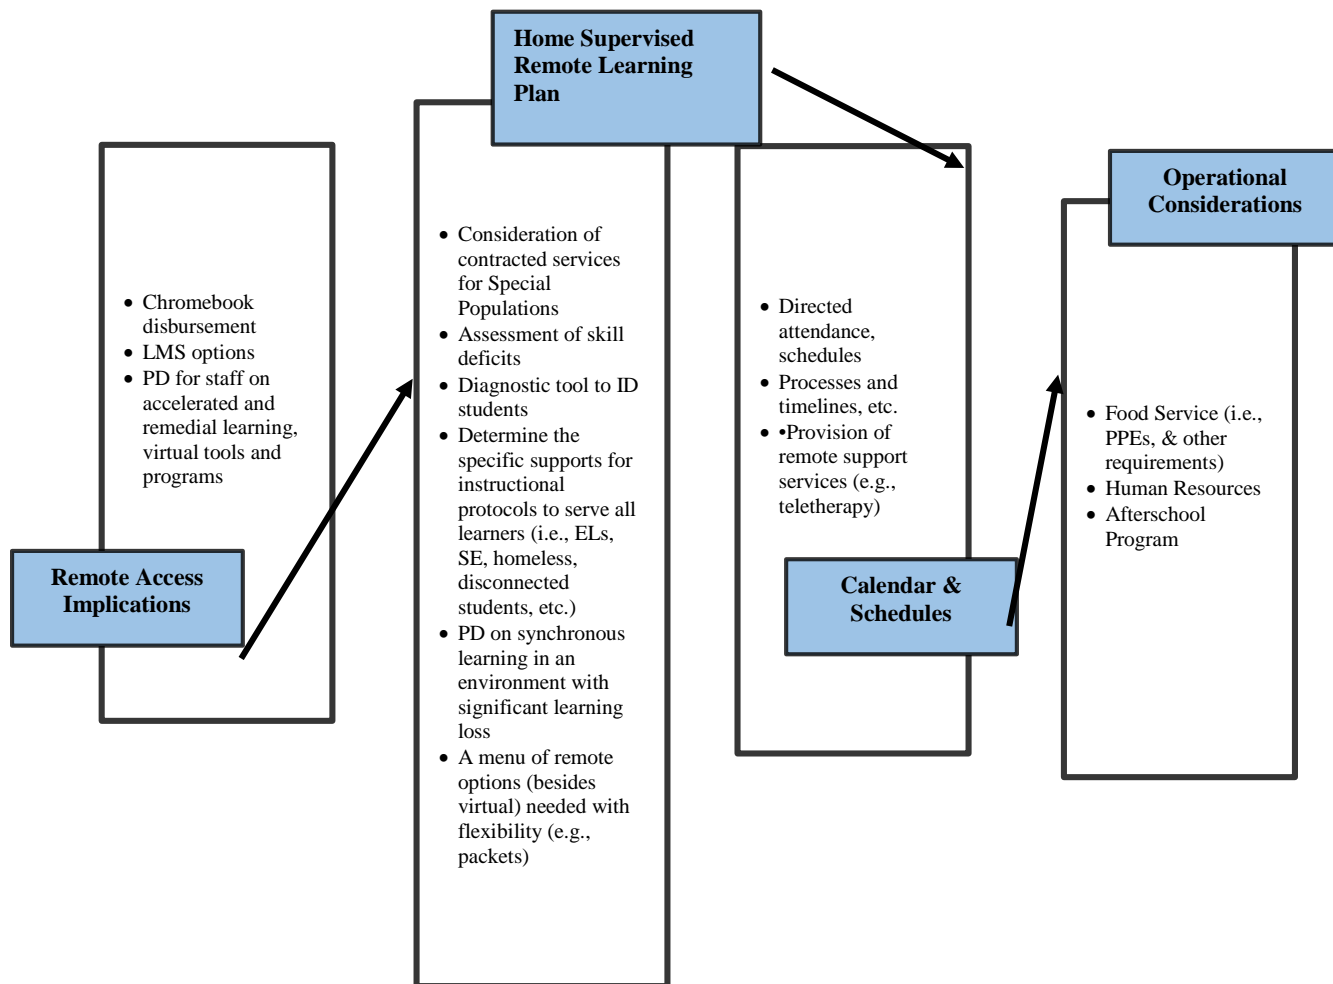 Home Supervised
Remote Learning
Plan
• Chromebook
disbursement
• LMS options
• PD for staff on
accelerated and
remedial learning,
virtual tools and
programs
Remote Access
Implications
• Consideration of
contracted services
for Special
Populations
• Assessment of skill
deficits
• Diagnostic tool to ID
students
• Determine the
specific supports for
instructional
protocols to serve all
learners (i.e., ELs,
SE, homeless,
disconnected
students, etc.)
• PD on synchronous
learning in an
environment with
significant learning
loss
• A menu of remote
options (besides
virtual) needed with
flexibility (e.g.,
packets)
• Directed
attendance,
schedules
• Processes and
timelines, etc.
• •Provision of
remote support
services (e.g.,
teletherapy)
Calendar &
Schedules
Operational
Considerations
• Food Service (i.e.,
PPEs, & other
requirements)
• Human Resources
• Afterschool
Program